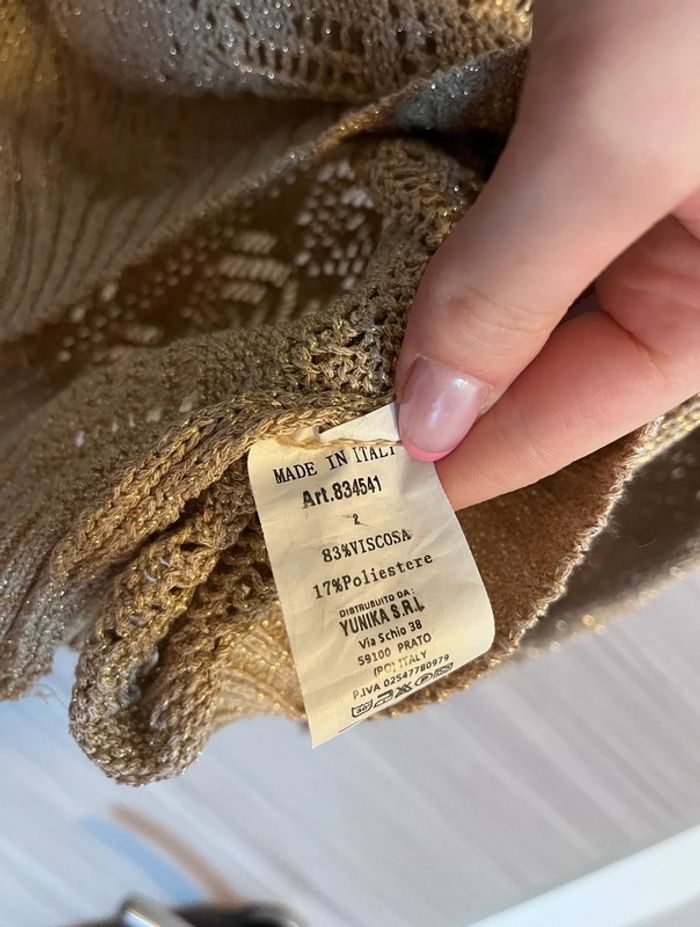 MADE IN ITALY
Art.834541
2
83%VISCOSA
17%Poliestere
DISTRUBUITO DA:
YUNIKA S.R.L
Via Schio 38
59100 PRATO
(PO) ITALY
P.IVA 02547780979